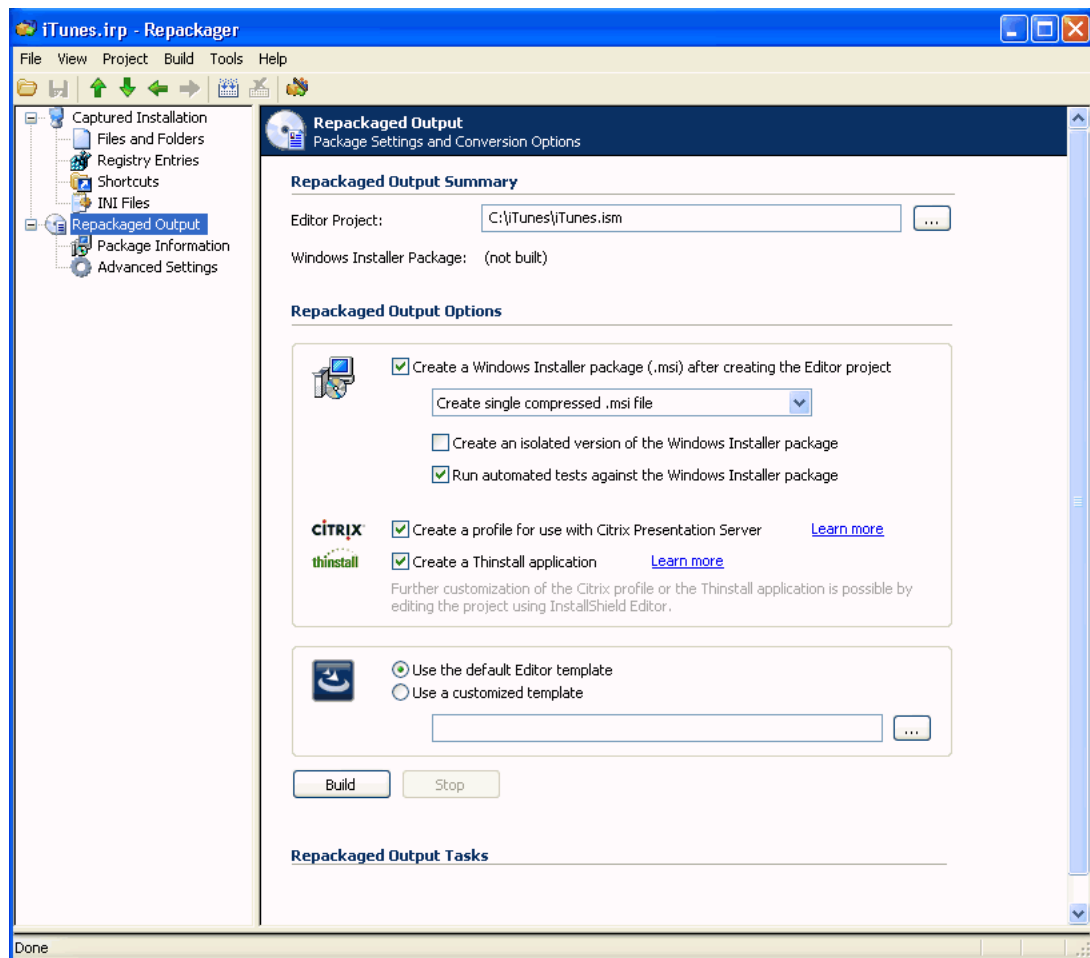 iTunes.irp - Repackager
File View Project Build Tools Help
Captured Installation
Files and Folders
Registry Entries
Shortcuts
INI Files
Repackaged Output
Package Information
Advanced Settings
Repackaged Output
Package Settings and Conversion Options
Repackaged Output Summary
Editor Project: C:\iTunes\iTunes.ism ...
Windows Installer Package: (not built)
Repackaged Output Options
Create a Windows Installer package (.msi) after creating the Editor project
Create single compressed .msi file
Create an isolated version of the Windows Installer package
Run automated tests against the Windows Installer package
CITRIX Create a profile for use with Citrix Presentation Server Learn more
thinstall Create a Thinstall application Learn more
Further customization of the Citrix profile or the Thinstall application is possible by
editing the project using InstallShield Editor.
Use the default Editor template
Use a customized template
...
Build Stop
Repackaged Output Tasks
Done